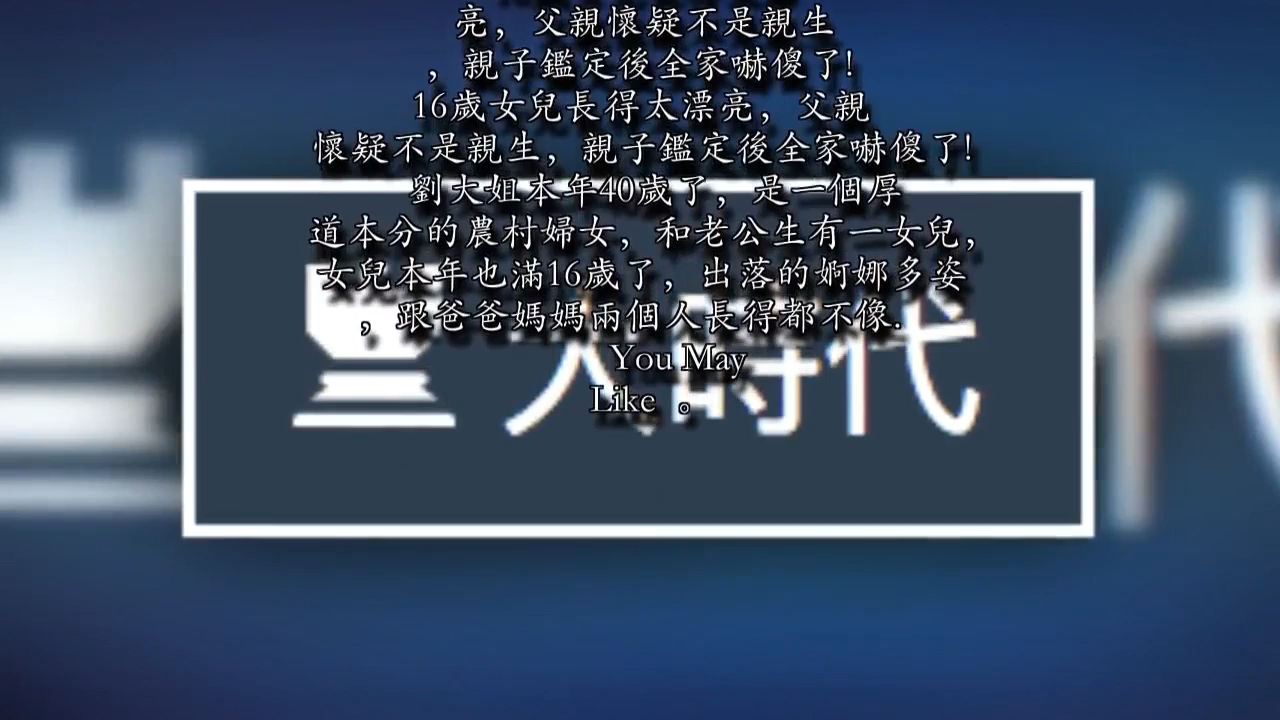 亮，父親懷疑不是親生
，親子鑑定後全家嚇傻了!
16歲女兒長得太漂亮，父親
懷疑不是親生，親子鑑定後全家嚇傻了!
劉大姐本年40歲了，是一個厚
道本分的農村婦女，和老公生有一女兒，
女兒本年也滿16歲了，出落的婀娜多姿
，跟爸爸媽媽兩個人長得都不像.
You May
Like 。
人時代